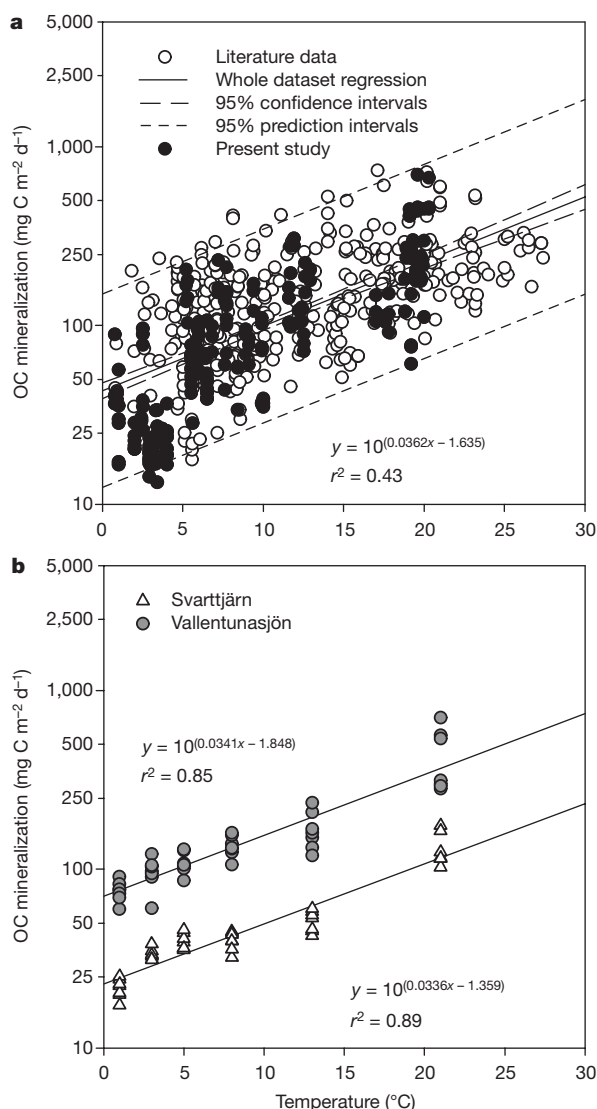 a
5,000
2,500
1,000
500
250
100
50
25
10
OC mineralization (mg C m⁻² d⁻¹)
Literature data
Whole dataset regression
95% confidence intervals
95% prediction intervals
Present study
y = 10^(0.0362x – 1.635)
r² = 0.43
0 5 10 15 20 25 30
b
5,000
2,500
1,000
500
250
100
50
25
10
OC mineralization (mg C m⁻² d⁻¹)
Svarttjärn
Vallentunasjön
y = 10^(0.0341x – 1.848)
r² = 0.85
y = 10^(0.0336x – 1.359)
r² = 0.89
0 5 10 15 20 25 30
Temperature (°C)